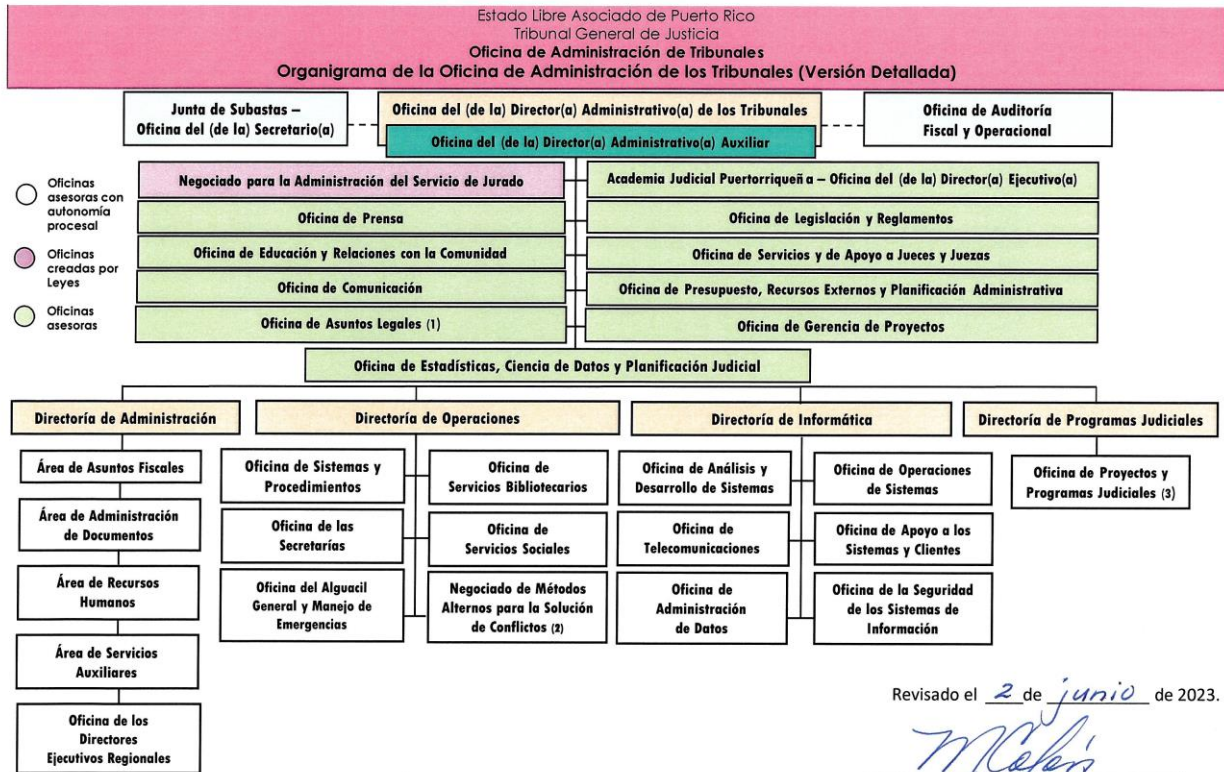 Estado Libre Asociado de Puerto Rico
Tribunal General de Justicia
Oficina de Administración de Tribunales
Organigrama de la Oficina de Administración de los Tribunales (Versión Detallada)
Junta de Subastas –
Oficina del (de la) Secretario(a)
Oficina del (de la) Director(a) Administrativo(a) de los Tribunales
Oficina de Auditoría
Fiscal y Operacional
Oficina del (de la) Director(a) Administrativo(a) Auxiliar
Oficinas
asesoras con
autonomía
procesal
Oficinas
creadas por
Leyes
Oficinas
asesoras
Negociado para la Administración del Servicio de Jurado
Academia Judicial Puertorriqueña – Oficina del (de la) Director(a) Ejecutivo(a)
Oficina de Prensa
Oficina de Legislación y Reglamentos
Oficina de Educación y Relaciones con la Comunidad
Oficina de Servicios y de Apoyo a Jueces y Juezas
Oficina de Comunicación
Oficina de Presupuesto, Recursos Externos y Planificación Administrativa
Oficina de Asuntos Legales (1)
Oficina de Gerencia de Proyectos
Oficina de Estadísticas, Ciencia de Datos y Planificación Judicial
Directoría de Administración
Área de Asuntos Fiscales
Área de Administración
de Documentos
Área de Recursos
Humanos
Área de Servicios
Auxiliares
Oficina de los
Directores
Ejecutivos Regionales
Directoría de Operaciones
Oficina de Sistemas y
Procedimientos
Oficina de
Servicios Bibliotecarios
Oficina de las
Secretarías
Oficina de
Servicios Sociales
Oficina del Alguacil
General y Manejo de
Emergencias
Negociado de Métodos
Alternos para la Solución
de Conflictos (2)
Directoría de Informática
Oficina de Análisis y
Desarrollo de Sistemas
Oficina de Operaciones
de Sistemas
Oficina de
Telecomunicaciones
Oficina de Apoyo a los
Sistemas y Clientes
Oficina de
Administración
de Datos
Oficina de la Seguridad
de los Sistemas de
Información
Directoría de Programas Judiciales
Oficina de Proyectos y
Programas Judiciales (3)
Revisado el 2 de junio de 2023.